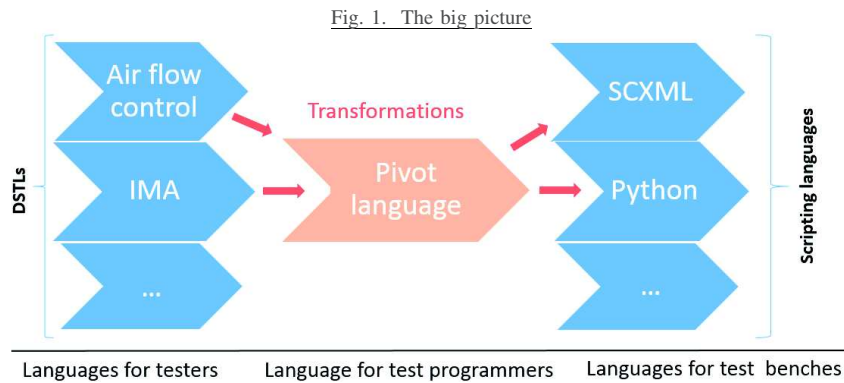 Fig. 1. The big picture
DSTLs
Air flow
control
IMA
...
Transformations
Pivot
language
SCXML
Python
...
Scripting languages
Languages for testers
Language for test programmers
Languages for test benches